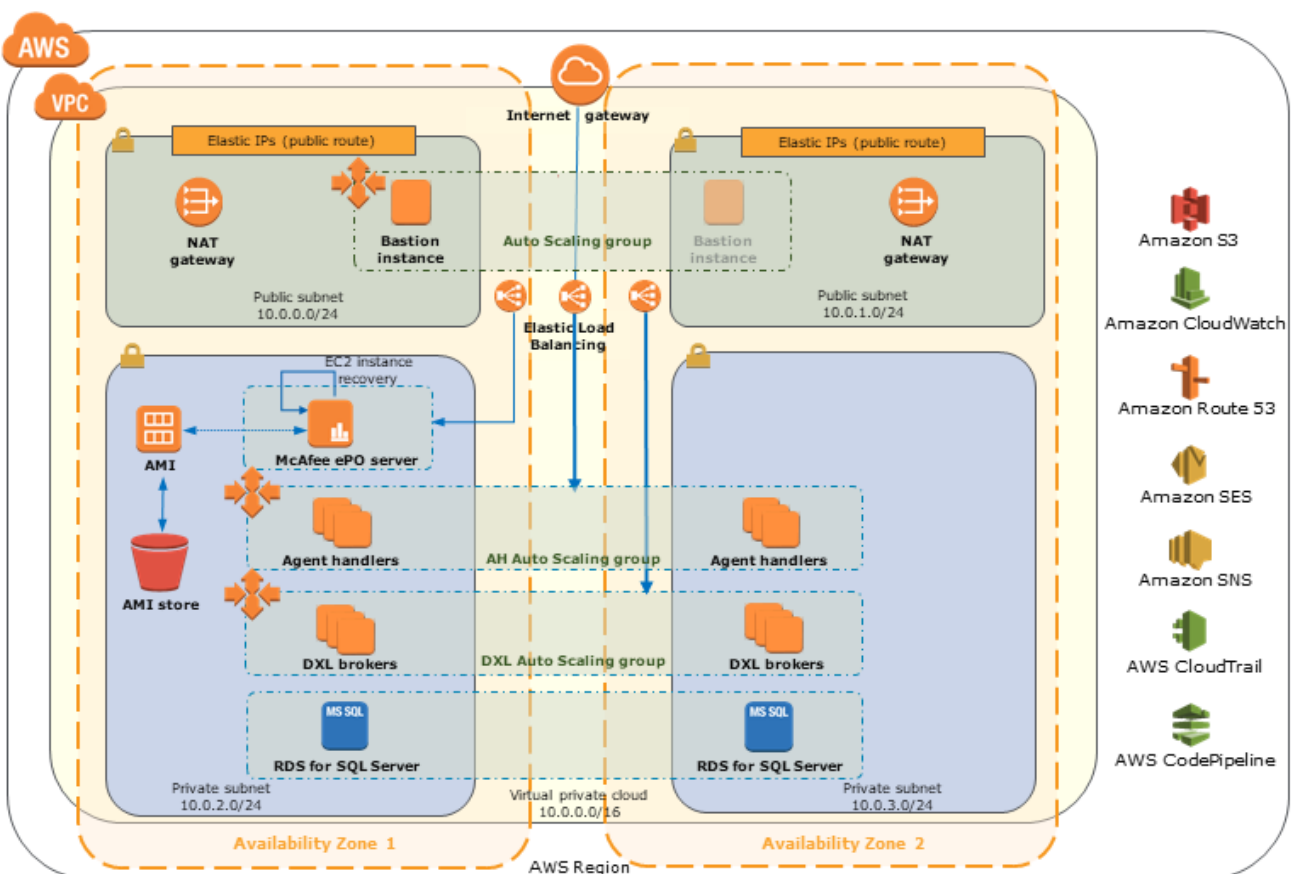 AWS
VPC
Internet gateway
Elastic IPs (public route)
Elastic IPs (public route)
NAT
gateway
Bastion
instance
Auto Scaling group
Bastion
instance
NAT
gateway
Public subnet
10.0.0.0/24
Public subnet
10.0.1.0/24
Elastic Load
Balancing
EC2 instance
recovery
AMI
McAfee ePO server
AMI store
Agent handlers
AH Auto Scaling group
Agent handlers
DXL brokers
DXL Auto Scaling group
DXL brokers
MS SQL
RDS for SQL Server
MS SQL
RDS for SQL Server
Private subnet
10.0.2.0/24
Virtual private cloud
10.0.0.0/16
Private subnet
10.0.3.0/24
Availability Zone 1
Availability Zone 2
AWS Region
Amazon S3
Amazon CloudWatch
Amazon Route 53
Amazon SES
Amazon SNS
AWS CloudTrail
AWS CodePipeline